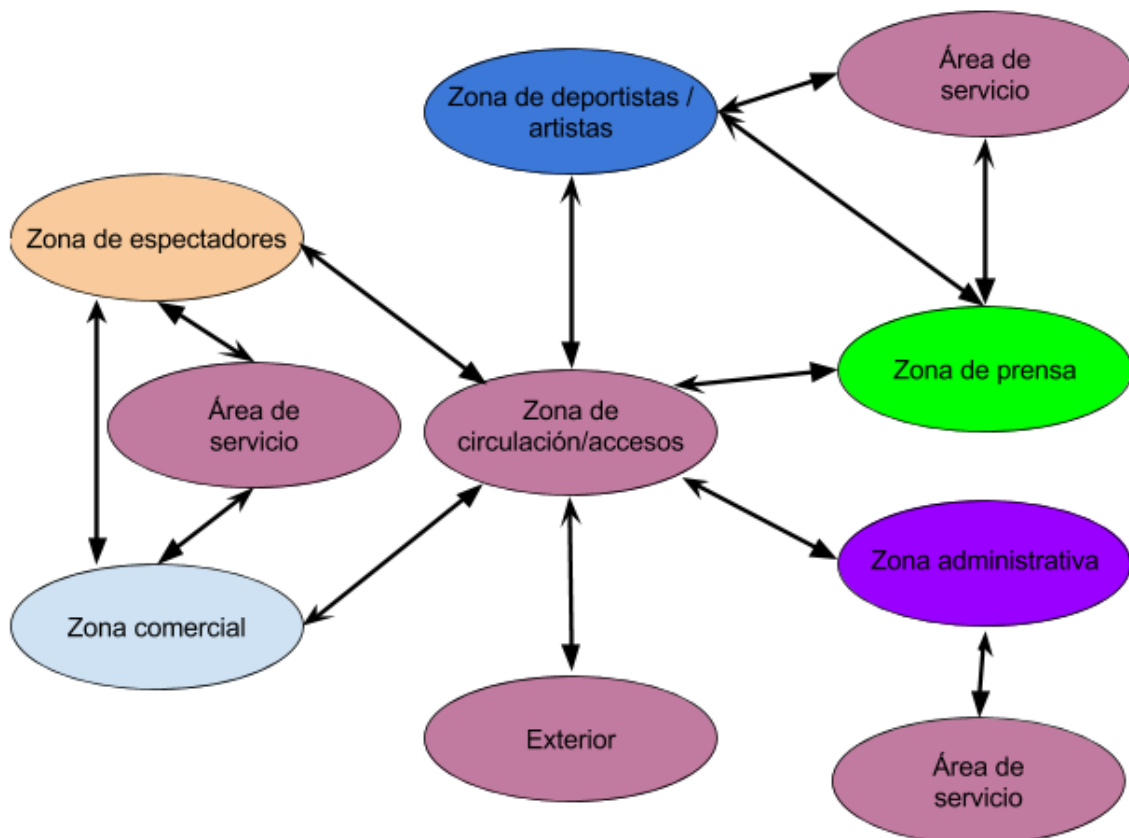 Área de
servicio
Zona de deportistas /
artistas
Zona de espectadores
Zona de prensa
Área de
servicio
Zona de
circulación/accesos
Zona administrativa
Zona comercial
Exterior
Área de
servicio